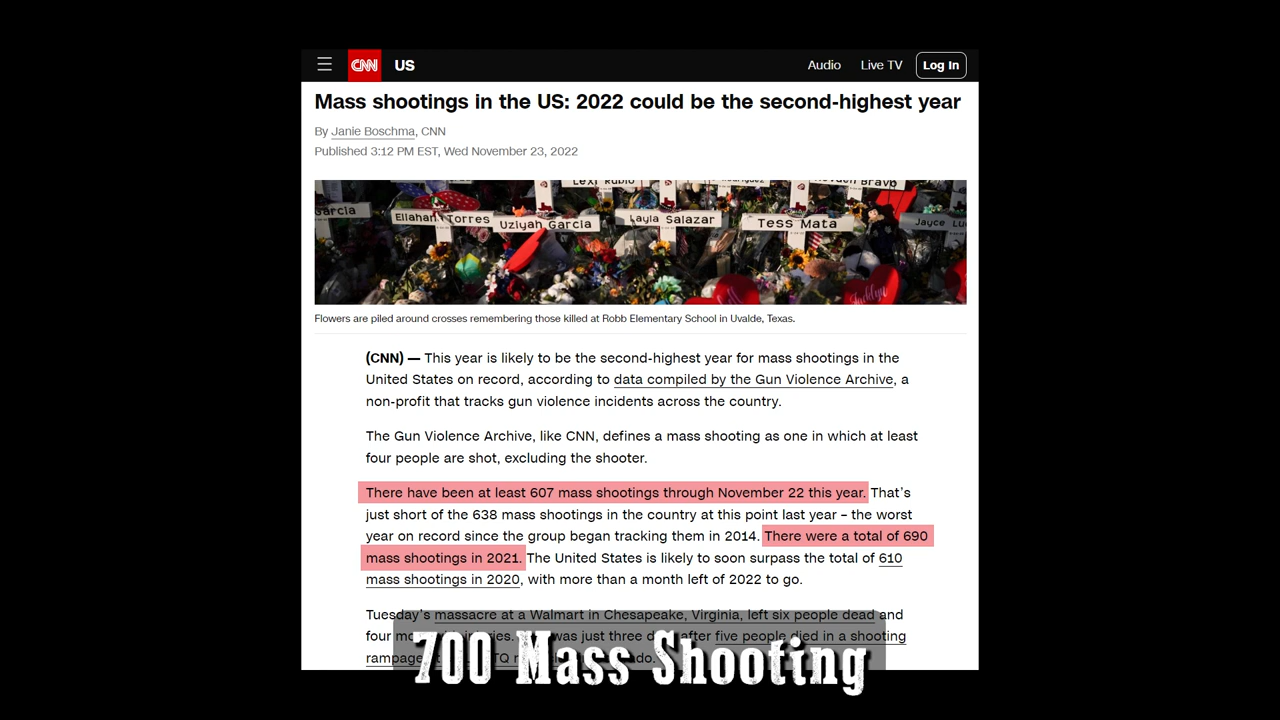 CNN US Audio Live TV Log In
Mass shootings in the US: 2022 could be the second-highest year
By Janie Boschma, CNN
Published 3:12 PM EST, Wed November 23, 2022
Lexi Rubio
Garcia Ellahan Torres Uziyah Garcia Layla Salazar Tess Mata Jayce
Jacklyn
Flowers are piled around crosses remembering those killed at Robb Elementary School in Uvalde, Texas.
(CNN) — This year is likely to be the second-highest year for mass shootings in the
United States on record, according to data compiled by the Gun Violence Archive, a
non-profit that tracks gun violence incidents across the country.
The Gun Violence Archive, like CNN, defines a mass shooting as one in which at least
four people are shot, excluding the shooter.
There have been at least 607 mass shootings through November 22 this year. That's
just short of the 638 mass shootings in the country at this point last year – the worst
year on record since the group began tracking them in 2014. There were a total of 690
mass shootings in 2021. The United States is likely to soon surpass the total of 610
mass shootings in 2020, with more than a month left of 2022 to go.
Tuesday's massacre at a Walmart in Chesapeake, Virginia, left six people dead and
four was just three after five people died in a shooting
rampage
700 Mass Shooting